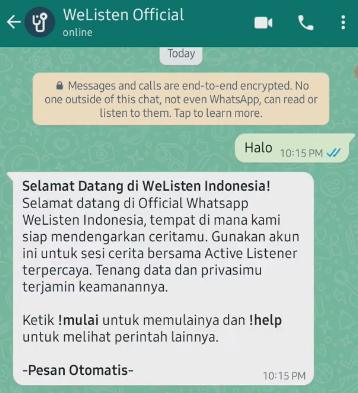 WeListen Official
online
Today
Messages and calls are end-to-end encrypted. No
one outside of this chat, not even WhatsApp, can read or
listen to them. Tap to learn more.
Halo 10:15 PM
Selamat Datang di WeListen Indonesia!
Selamat datang di Official Whatsapp
WeListen Indonesia, tempat di mana kami
siap mendengarkan ceritamu. Gunakan akun
ini untuk sesi cerita bersama Active Listener
terpercaya. Tenang data dan privasimu
terjamin keamanannya.
Ketik !mulai untuk memulainya dan !help
untuk melihat perintah lainnya.
-Pesan Otomatis-
10:15 PM